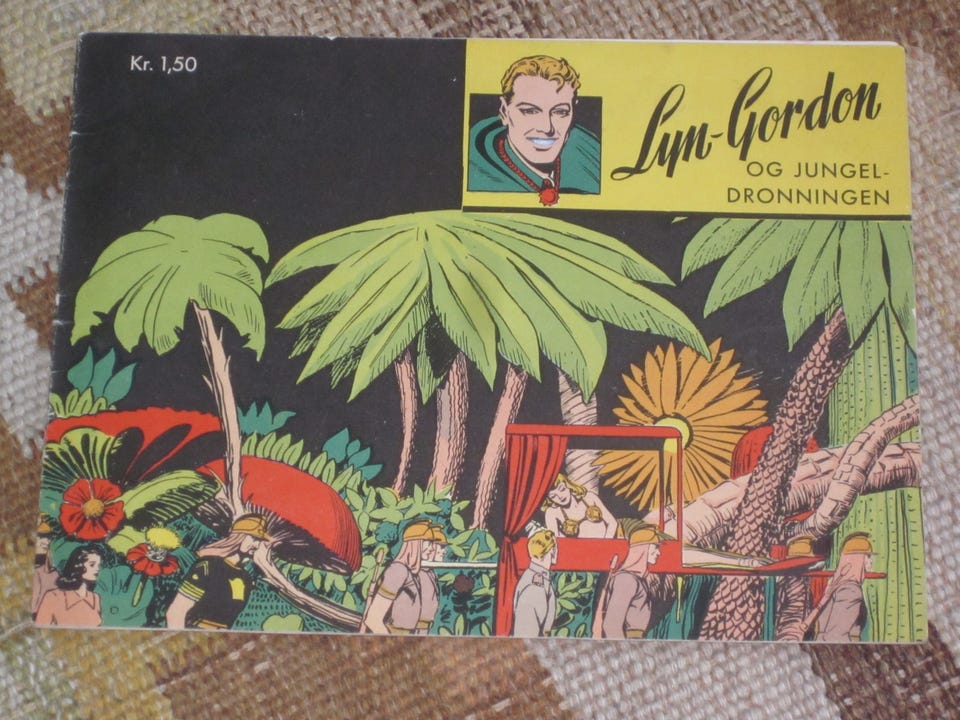 Kr. 1,50
Lyn-Gordon
OG JUNGEL-
DRONNINGEN